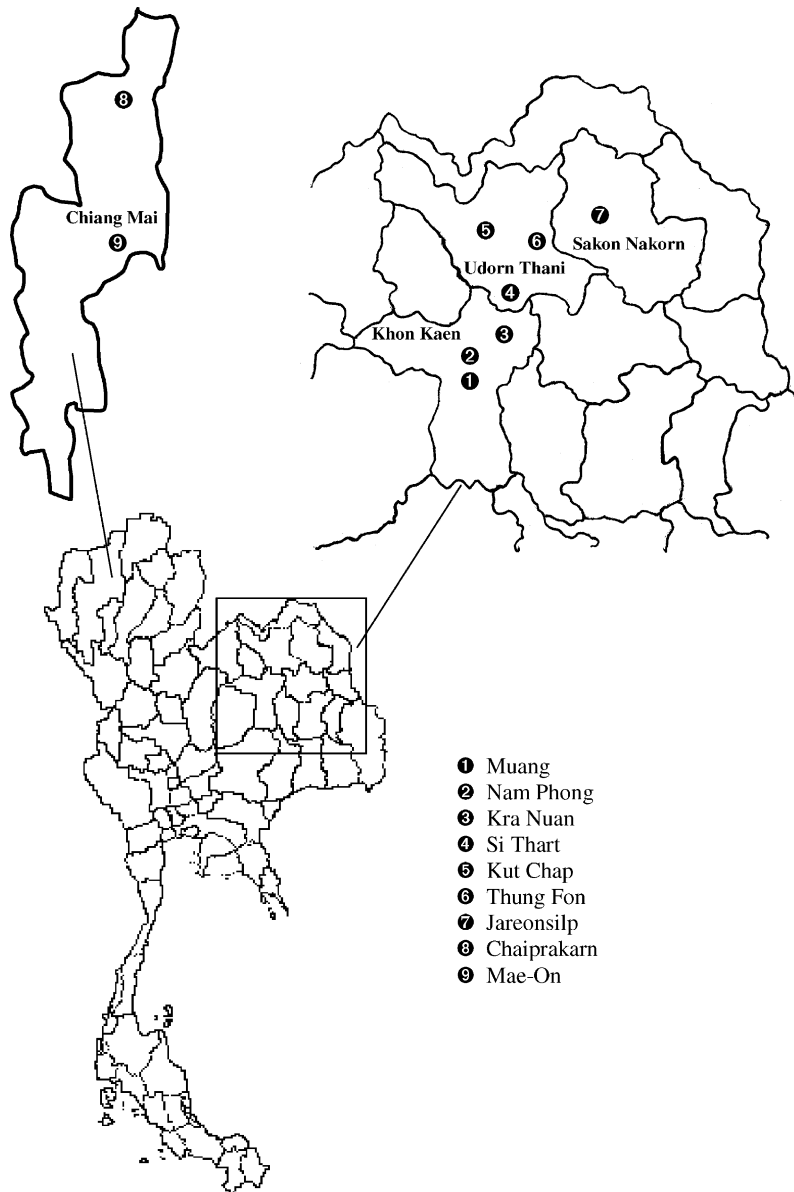 8
Chiang Mai
9
7
5
6
Sakon Nakorn
Udorn Thani
4
Khon Kaen
3
2
1
1 Muang
2 Nam Phong
3 Kra Nuan
4 Si Thart
5 Kut Chap
6 Thung Fon
7 Jareonsilp
8 Chaiprakarn
9 Mae-On